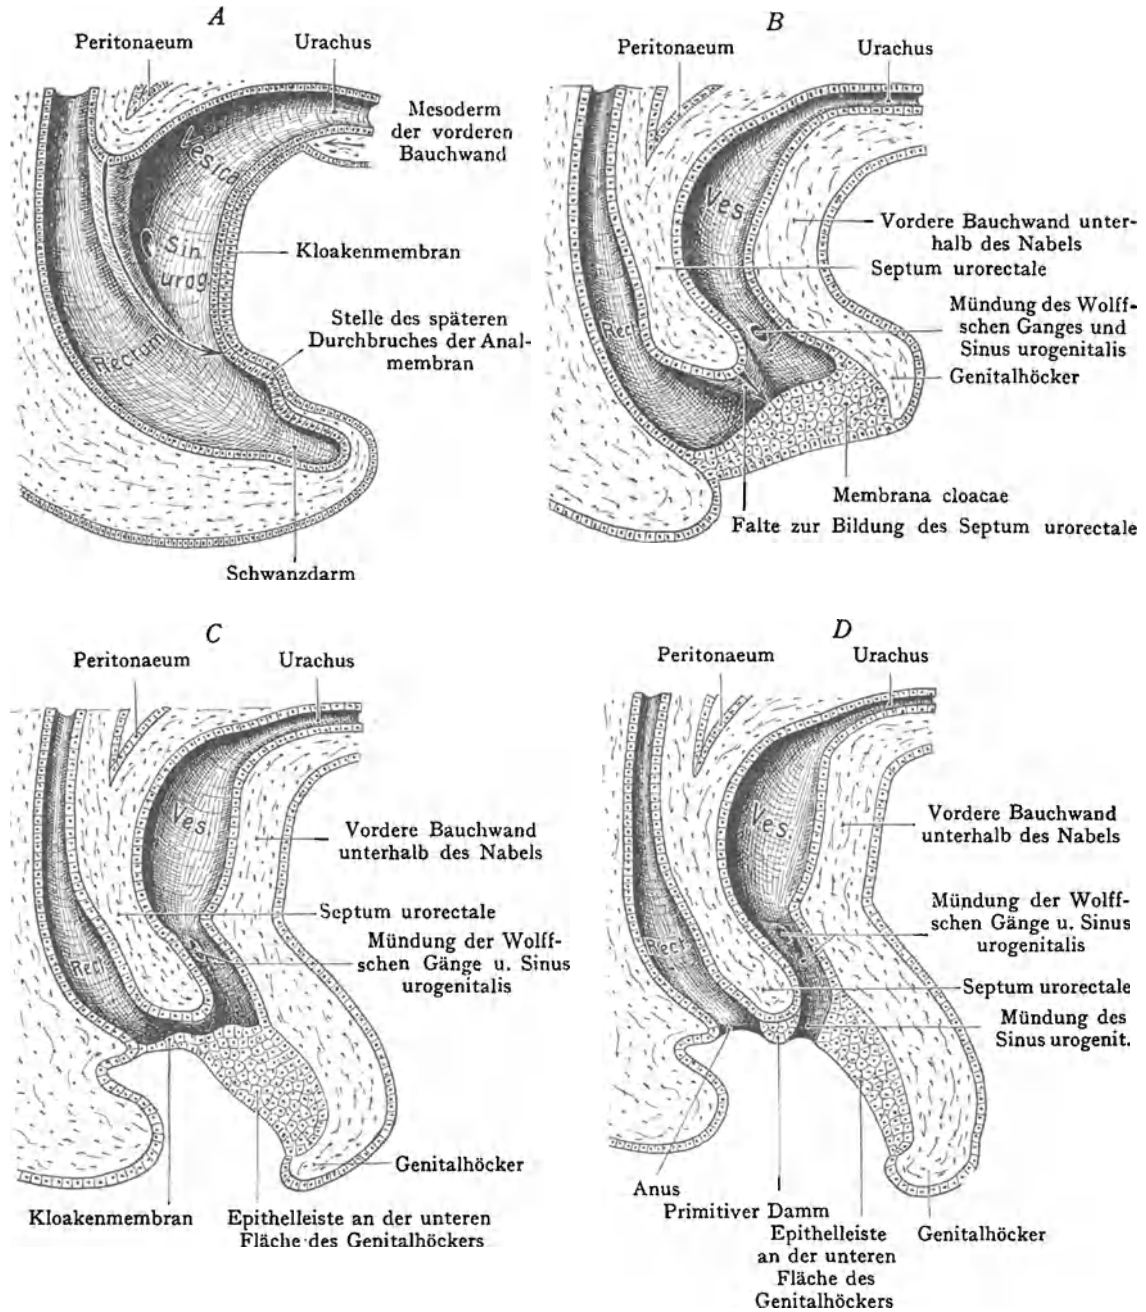 A
Peritonaeum
Urachus
Mesoderm
der vorderen
Bauchwand
Vesica
Sin.
urog.
Kloakenmembran
Stelle des späteren
Durchbruches der Anal-
membran
Rectum
Schwanzdarm
B
Peritonaeum
Urachus
Ves.
Vordere Bauchwand unter-
halb des Nabels
Septum urorectale
Mündung des Wolff-
schen Ganges und
Sinus urogenitalis
Rect.
Genitalhöcker
Membrana cloacae
Falte zur Bildung des Septum urorectale
C
Peritonaeum
Urachus
Ves.
Vordere Bauchwand
unterhalb des Nabels
Septum urorectale
Mündung der Wolff-
schen Gänge u. Sinus
urogenitalis
Rect.
Genitalhöcker
Kloakenmembran
Epithelleiste an der unteren
Fläche des Genitalhöckers
D
Peritonaeum
Urachus
Ves.
Vordere Bauchwand
unterhalb des Nabels
Mündung der Wolff-
schen Gänge u. Sinus
urogenitalis
Rect.
Septum urorectale
Mündung des
Sinus urogenit.
Anus
Primitiver Damm
Epithelleiste
an der unteren
Fläche des
Genitalhöckers
Genitalhöcker